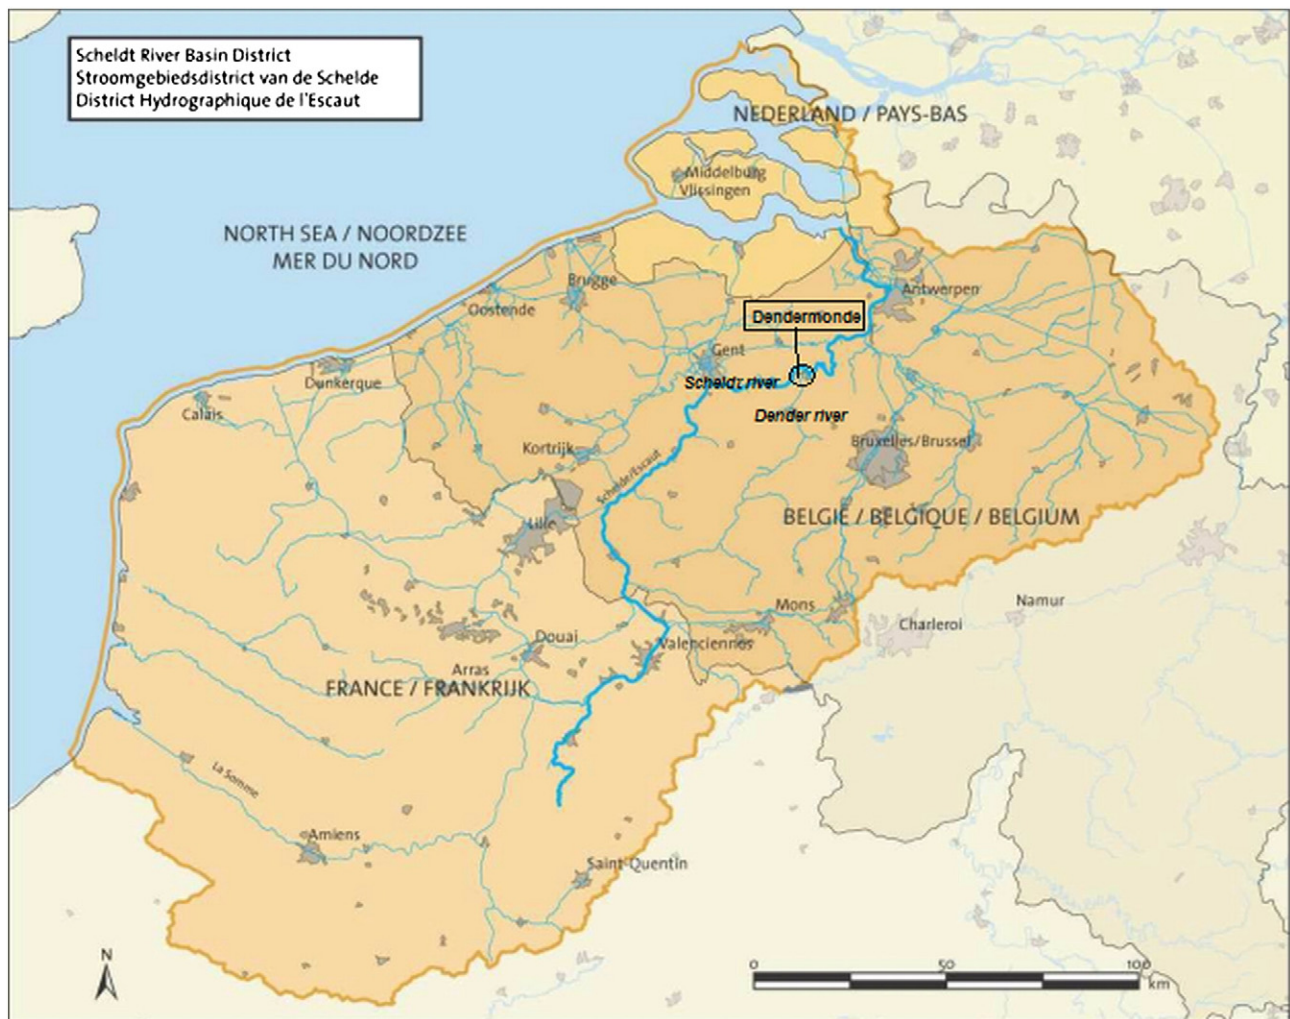 Scheldt River Basin District
Stroomgebiedsdistrict van de Schelde
District Hydrographique de l'Escaut
NEDERLAND / PAYS-BAS
Middelburg
Vlissingen
NORTH SEA / NOORDZEE
MER DU NORD
Brugge
Oostende
Antwerpen
Dendermonde
Gent
Dunkerque
Scheldt river
Calais
Dender river
Kortrijk
Bruxelles/Brussel
Schelde/Escaut
Lille
BELGIË / BELGIQUE / BELGIUM
Mons
Namur
Charleroi
Douai
Valenciennes
Arras
FRANCE / FRANKRIJK
La Somme
Amiens
Saint-Quentin
N
0 50 100
km